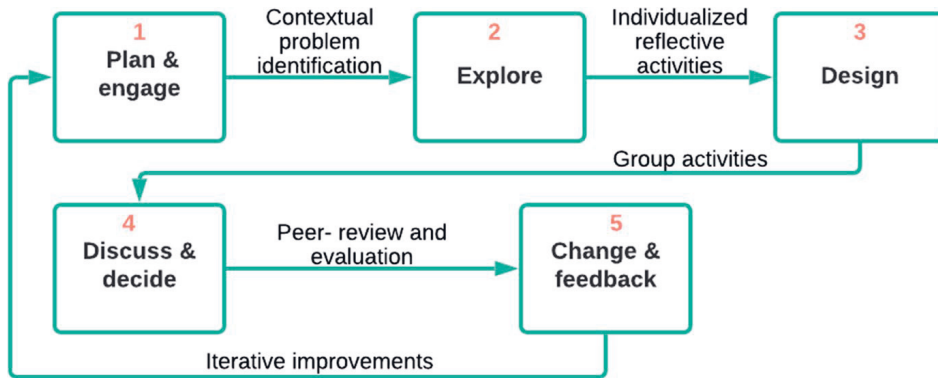 1
Plan &
engage
Contextual
problem
identification
2
Explore
Individualized
reflective
activities
3
Design
Group activities
4
Discuss &
decide
Peer- review and
evaluation
5
Change &
feedback
Iterative improvements